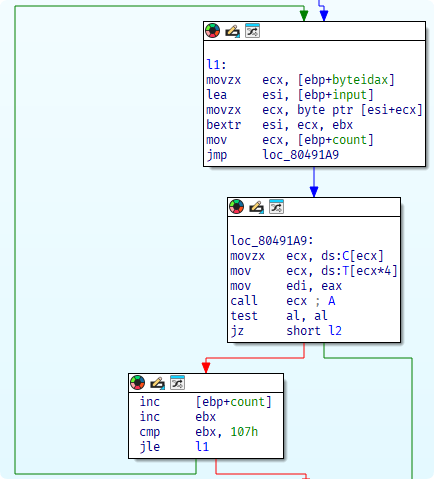 l1:
movzx ecx, [ebp+byteidax]
lea esi, [ebp+input]
movzx ecx, byte ptr [esi+ecx]
bextr esi, ecx, ebx
mov ecx, [ebp+count]
jmp loc_80491A9
loc_80491A9:
movzx ecx, ds:C[ecx]
mov ecx, ds:T[ecx*4]
mov edi, eax
call ecx ; A
test al, al
jz short l2
inc [ebp+count]
inc ebx
cmp ebx, 107h
jle l1